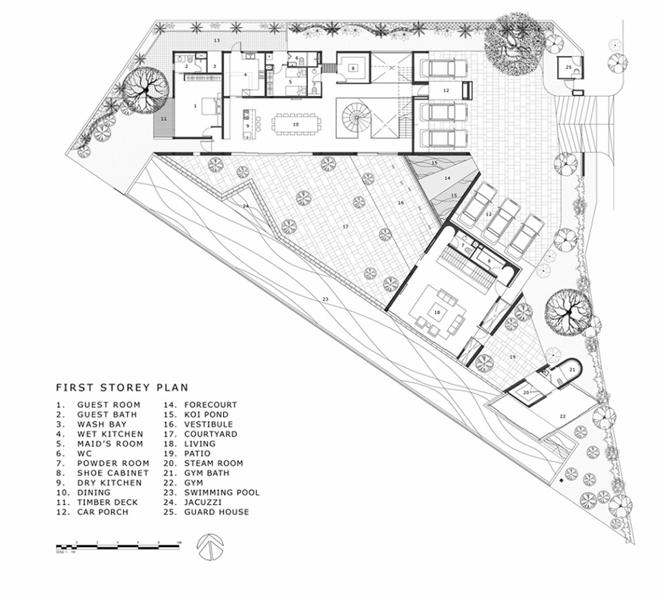 13
2
3
6
4
5
8
25
12
1
11
9
10
15
14
15
24
16
12
17
7
8
23
18
19
21
20
22
FIRST STOREY PLAN
1. GUEST ROOM
2. GUEST BATH
3. WASH BAY
4. WET KITCHEN
5. MAID'S ROOM
6. WC
7. POWDER ROOM
8. SHOE CABINET
9. DRY KITCHEN
10. DINING
11. TIMBER DECK
12. CAR PORCH
14. FORECOURT
15. KOI POND
16. VESTIBULE
17. COURTYARD
18. LIVING
19. PATIO
20. STEAM ROOM
21. GYM BATH
22. GYM
23. SWIMMING POOL
24. JACUZZI
25. GUARD HOUSE